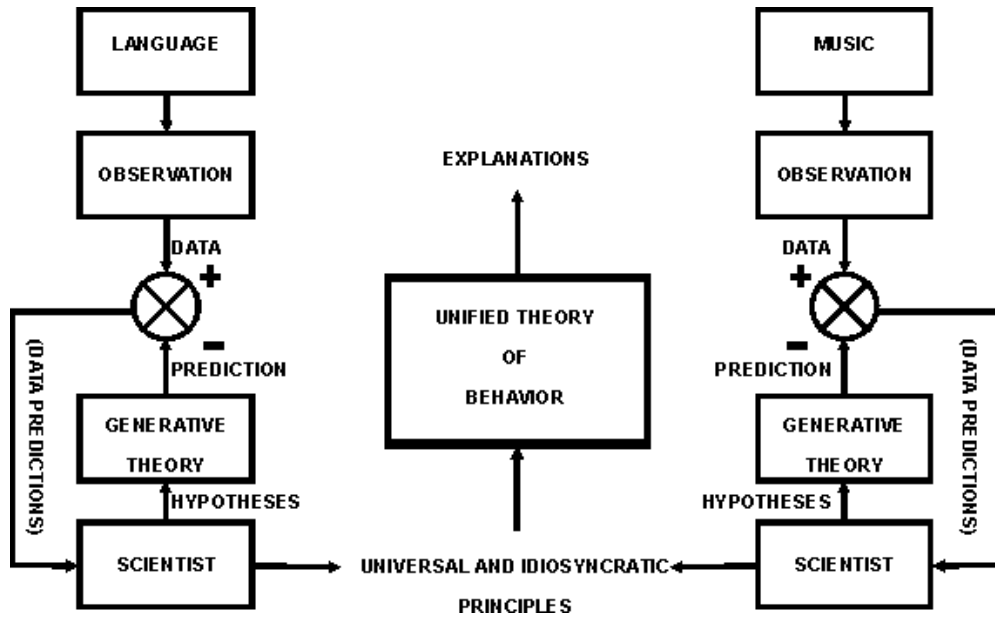 LANGUAGE
OBSERVATION
DATA
+
-
PREDICTION
GENERATIVE
THEORY
HYPOTHESES
SCIENTIST
(DATA PREDICTIONS)
EXPLANATIONS
UNIFIED THEORY
OF
BEHAVIOR
UNIVERSAL AND IDIOSYNCRATIC
PRINCIPLES
MUSIC
OBSERVATION
DATA
+
-
PREDICTION
GENERATIVE
THEORY
HYPOTHESES
SCIENTIST
(DATA PREDICTIONS)